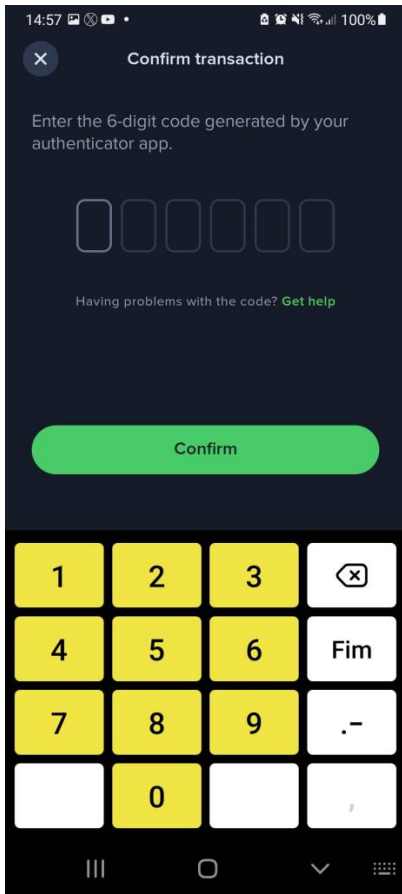 14:57 100%
Confirm transaction
Enter the 6-digit code generated by your
authenticator app.
Having problems with the code? Get help
Confirm
1 2 3
4 5 6 Fim
7 8 9 .-
0 ,